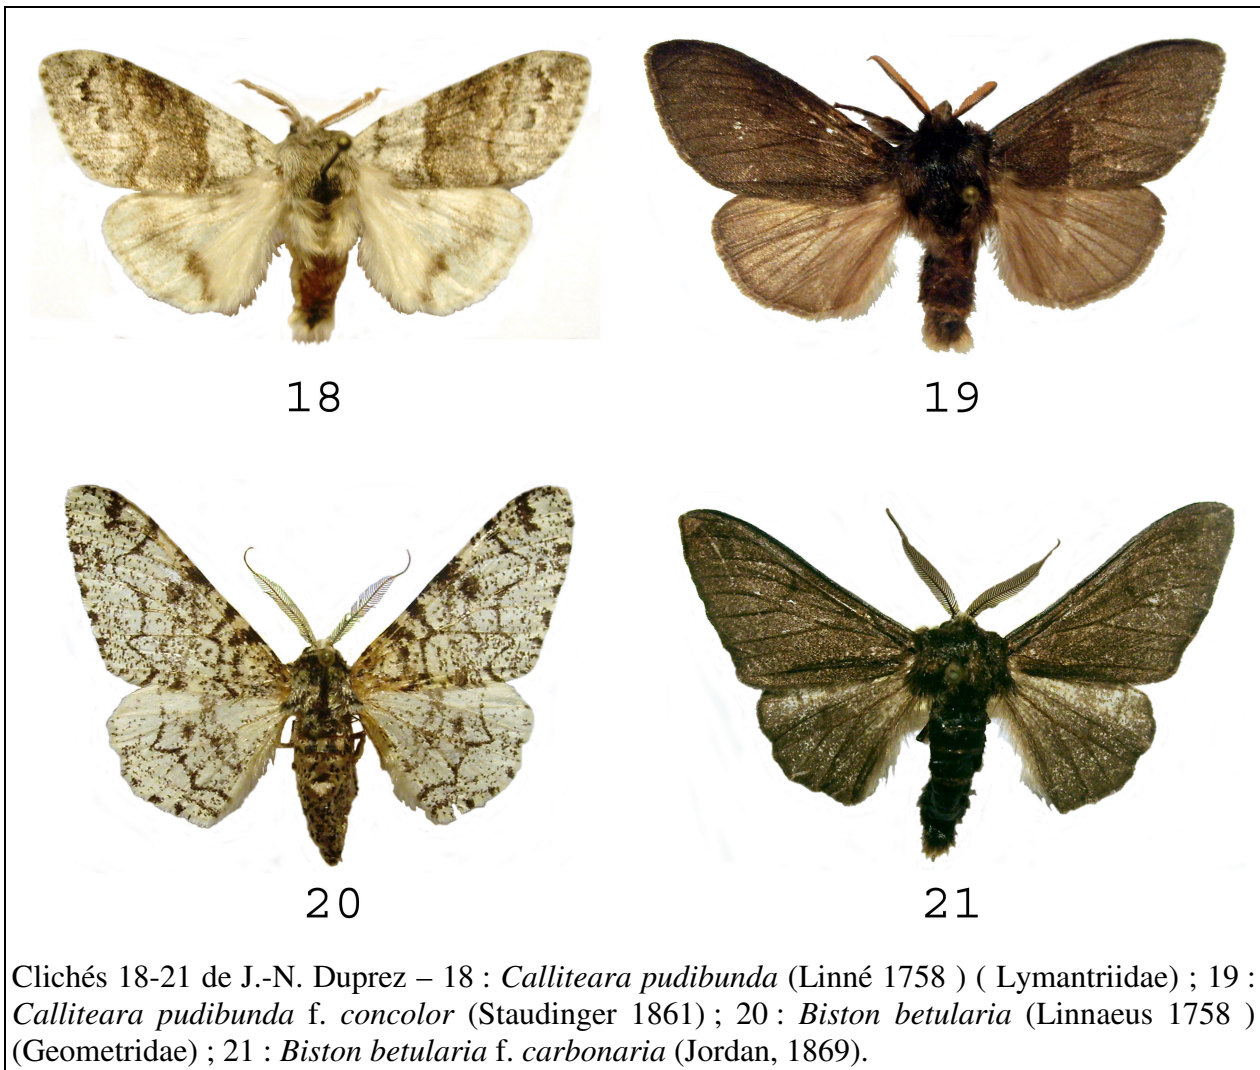 18
19
20
21
Clichés 18-21 de J.-N. Duprez – 18 : Calliteara pudibunda (Linné 1758 ) ( Lymantriidae) ; 19 :
Calliteara pudibunda f. concolor (Staudinger 1861) ; 20 : Biston betularia (Linnaeus 1758 )
(Geometridae) ; 21 : Biston betularia f. carbonaria (Jordan, 1869).